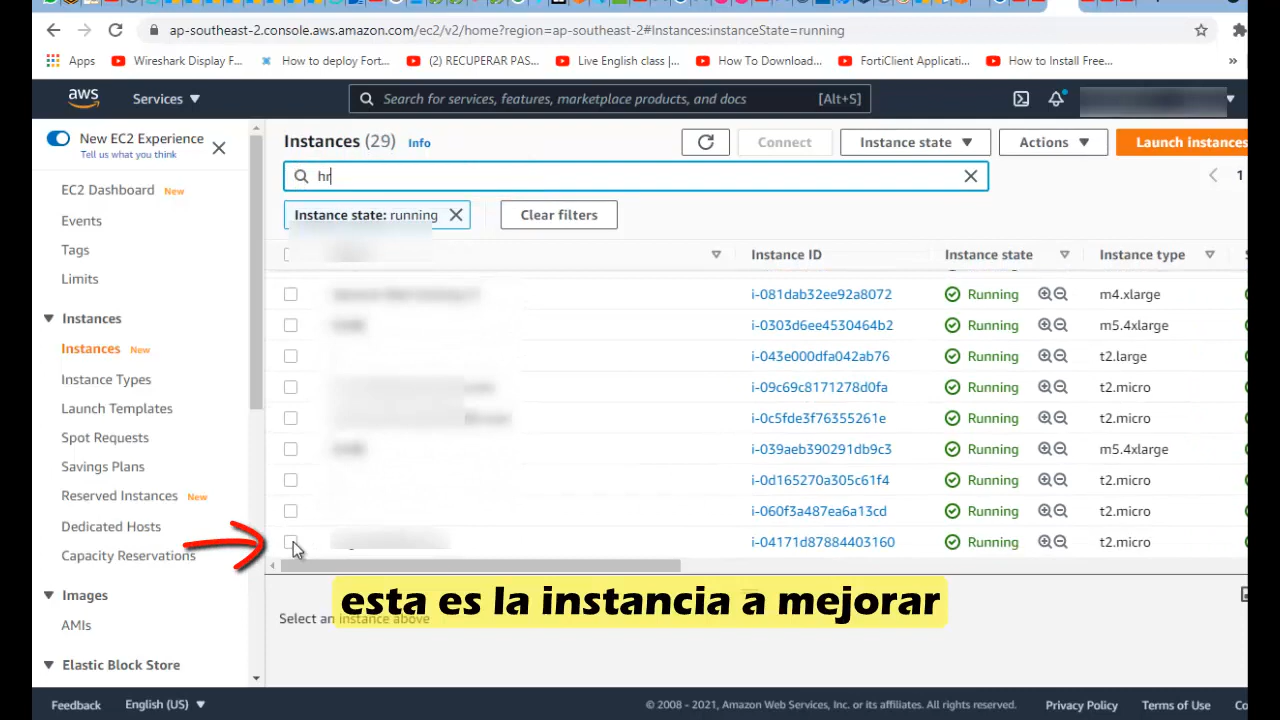 ap-southeast-2.console.aws.amazon.com/ec2/v2/home?region=ap-southeast-2#Instances:instanceState=running
Apps Wireshark Display F... How to deploy Fort... (2) RECUPERAR PAS... Live English class |... How To Download... FortiClient Applicati... How to Install Free... »
aws Services Search for services, features, marketplace products, and docs [Alt+S]
New EC2 Experience
Tell us what you think
EC2 Dashboard New
Events
Tags
Limits
Instances
Instances New
Instance Types
Launch Templates
Spot Requests
Savings Plans
Reserved Instances New
Dedicated Hosts
Capacity Reservations
Images
AMIs
Elastic Block Store
Instances (29) Info Connect Instance state Actions Launch instances
hr 1
Instance state: running Clear filters
Instance ID Instance state Instance type
i-081dab32ee92a8072 Running m4.xlarge
i-0303d6ee4530464b2 Running m5.4xlarge
i-043e000dfa042ab76 Running t2.large
i-09c69c8171278d0fa Running t2.micro
i-0c5fde3f76355261e Running t2.micro
i-039aeb390291db9c3 Running m5.4xlarge
i-0d165270a305c61f4 Running t2.micro
i-060f3a487ea6a13cd Running t2.micro
i-04171d87884403160 Running t2.micro
esta es la instancia a mejorar
Select an instance above
Feedback English (US) © 2008 - 2021, Amazon Web Services, Inc. or its affiliates. All rights reserved. Privacy Policy Terms of Use Co